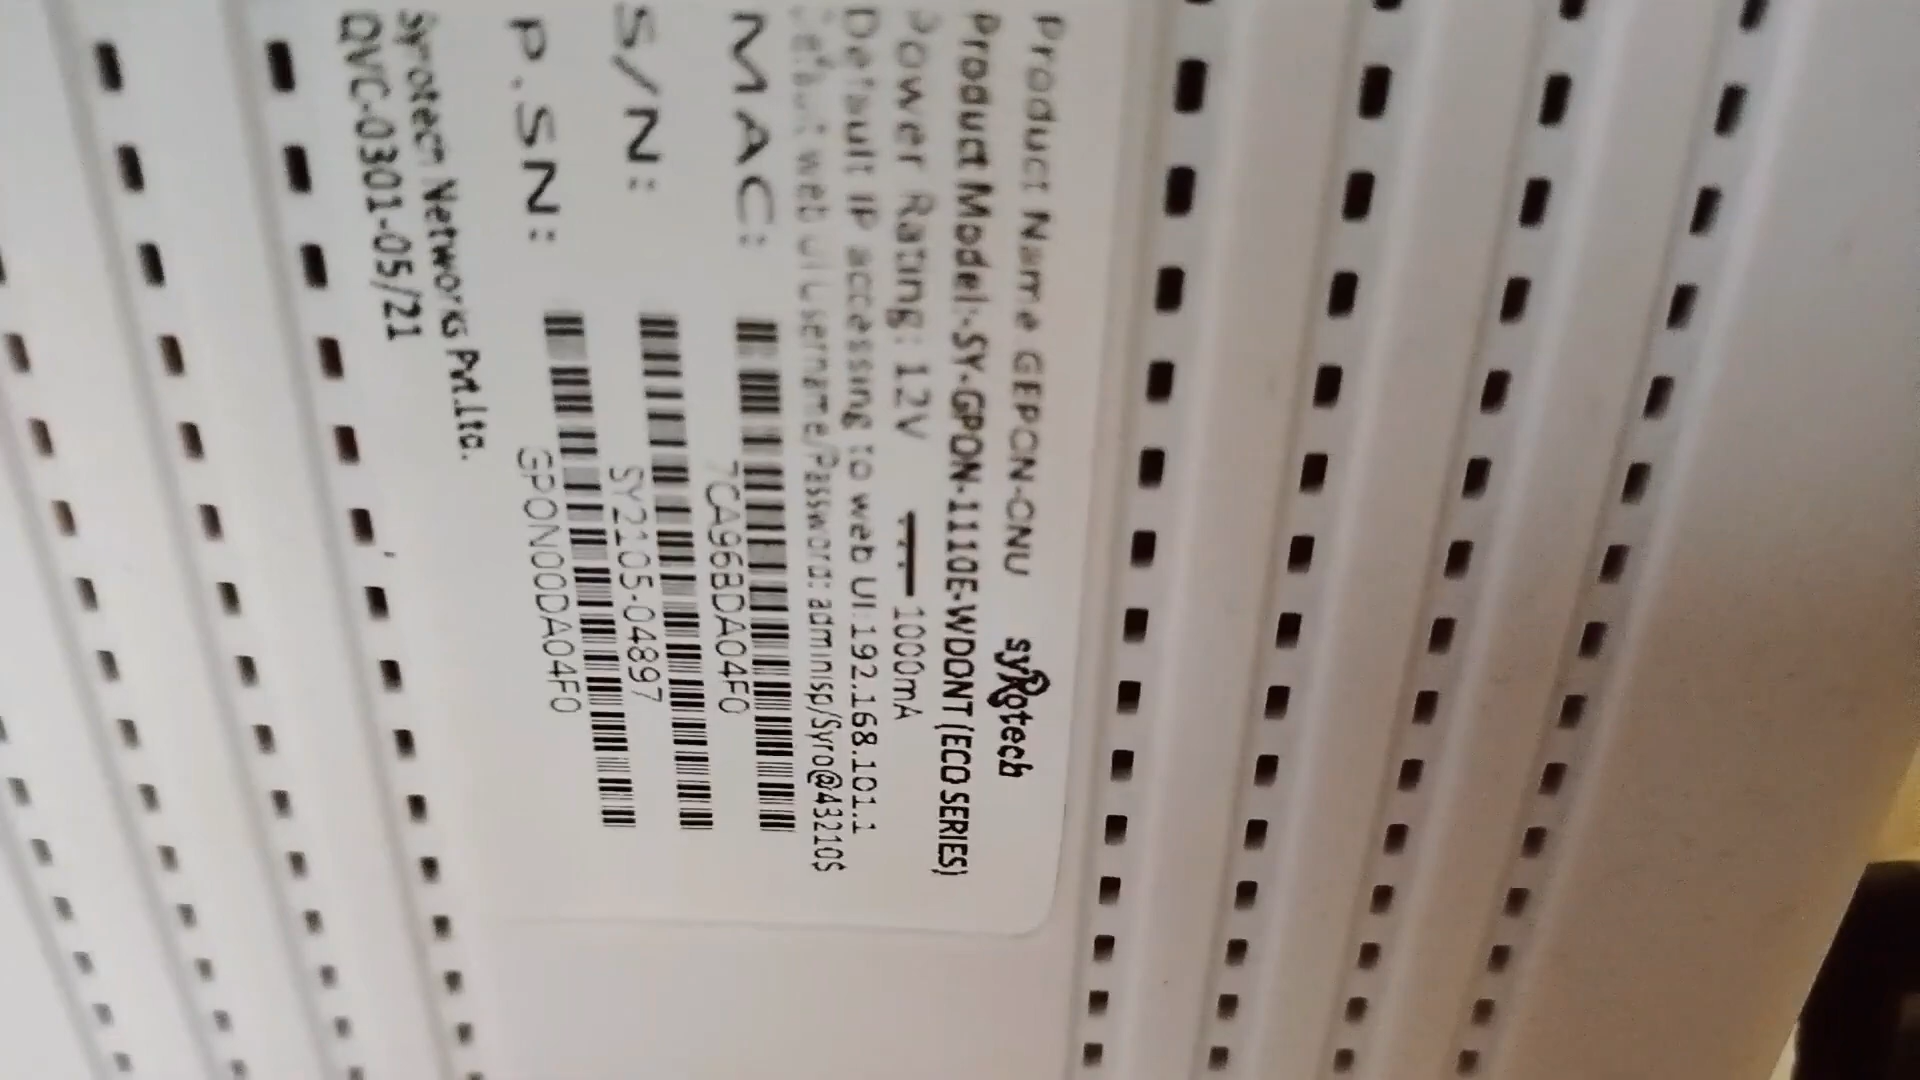 Product Name GEPON-ONU syrotech
Product Model:-SY-GPON-1110E-WDONT (ECO SERIES)
Power Rating: 12V 1000mA
Default IP accessing to web UI.192.168.101.1
Default web ui Username/Password: adminisp/Syro@43210$
MAC:
7CA96BDA04F0
S/N:
SY2105-04897
P.SN:
GPON00DA04F0
Syrotech Networks Pvt.Ltd.
QVC-0301-05/21